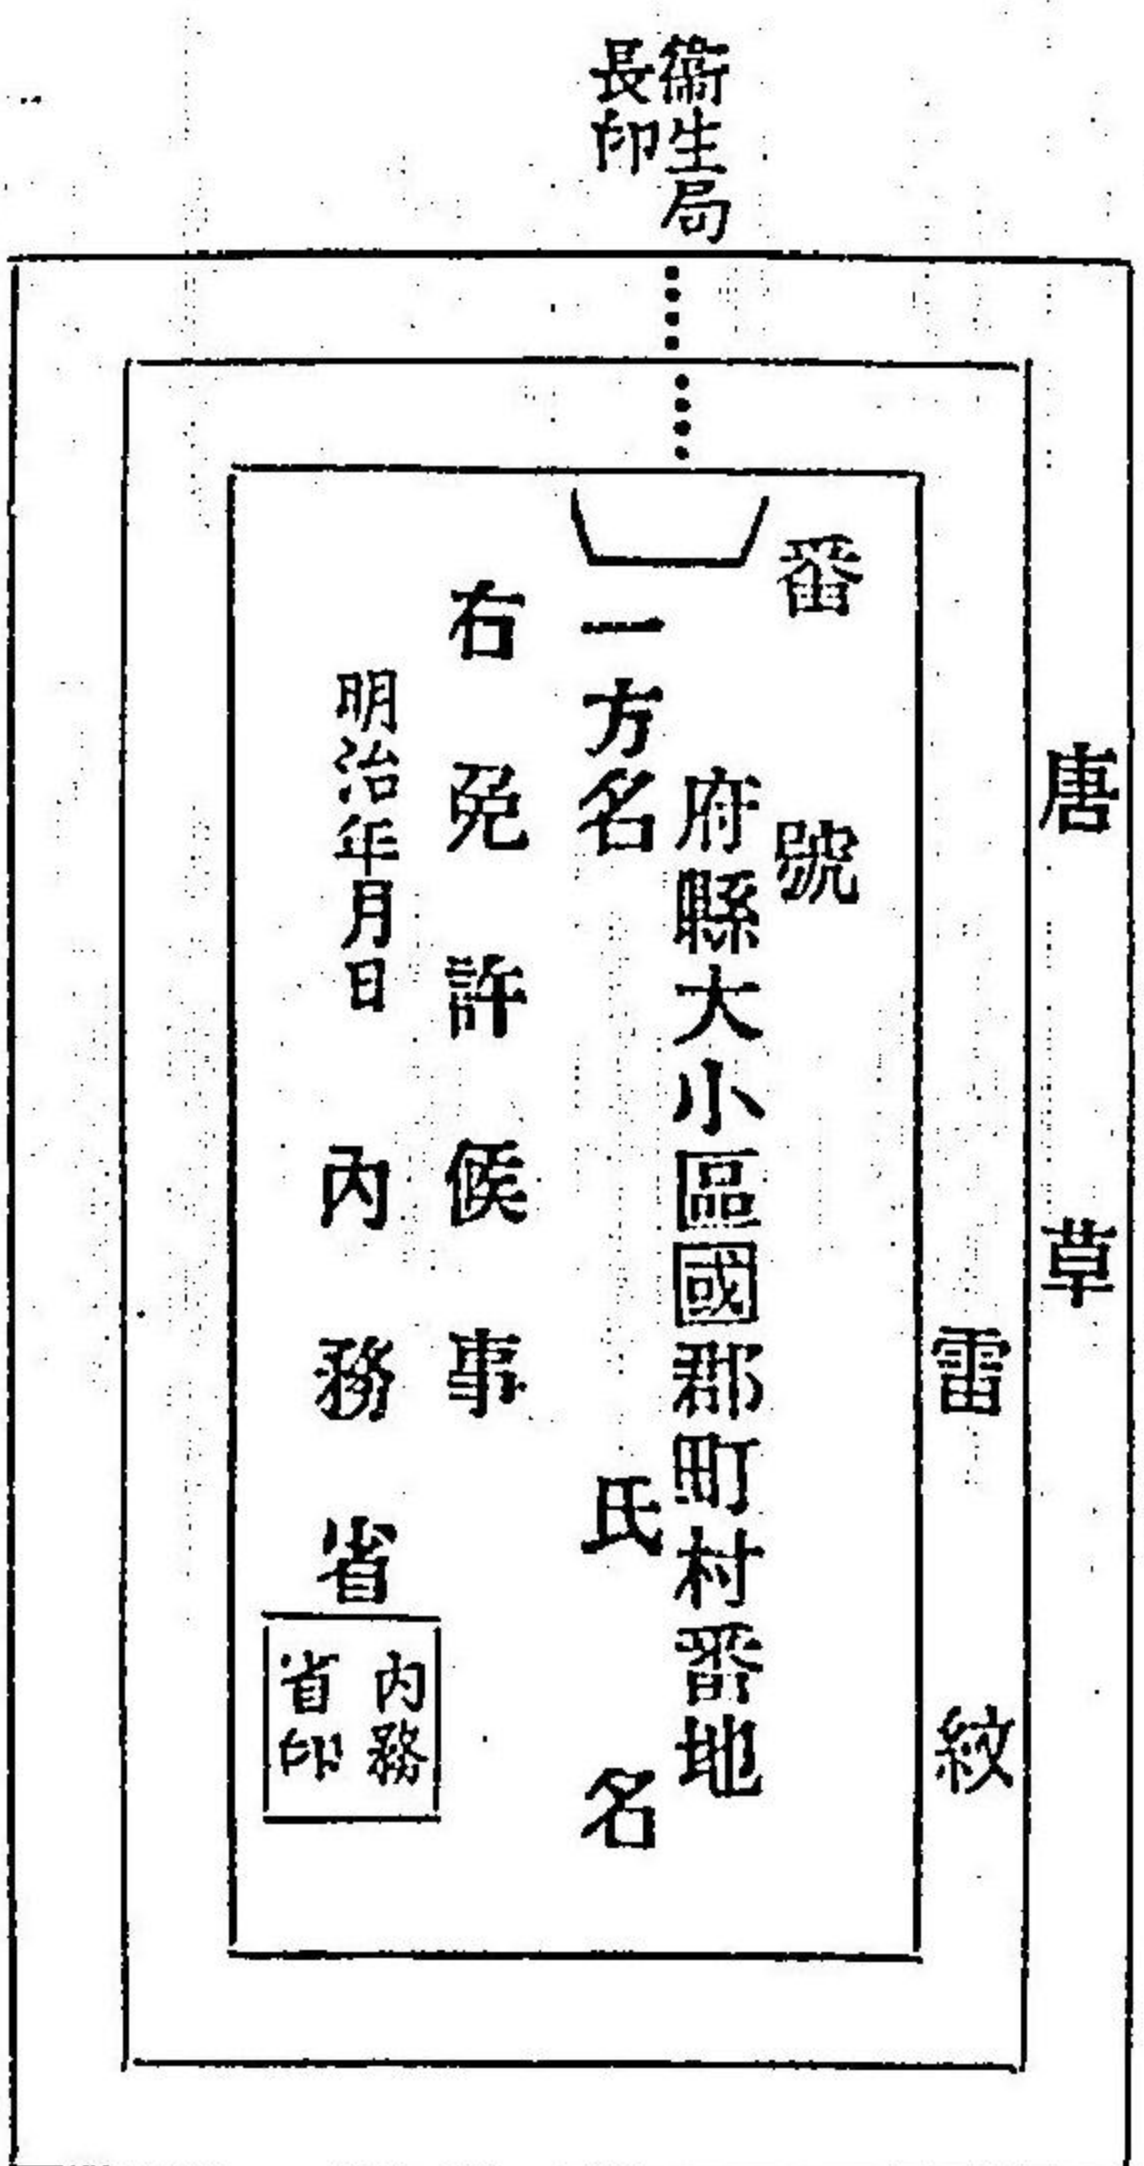 衞生局
長印
唐草
雷紋
番號
府縣大小區國郡町村番地
一方名 氏名
右免許候事
明治年月日 內務省
內務
省印